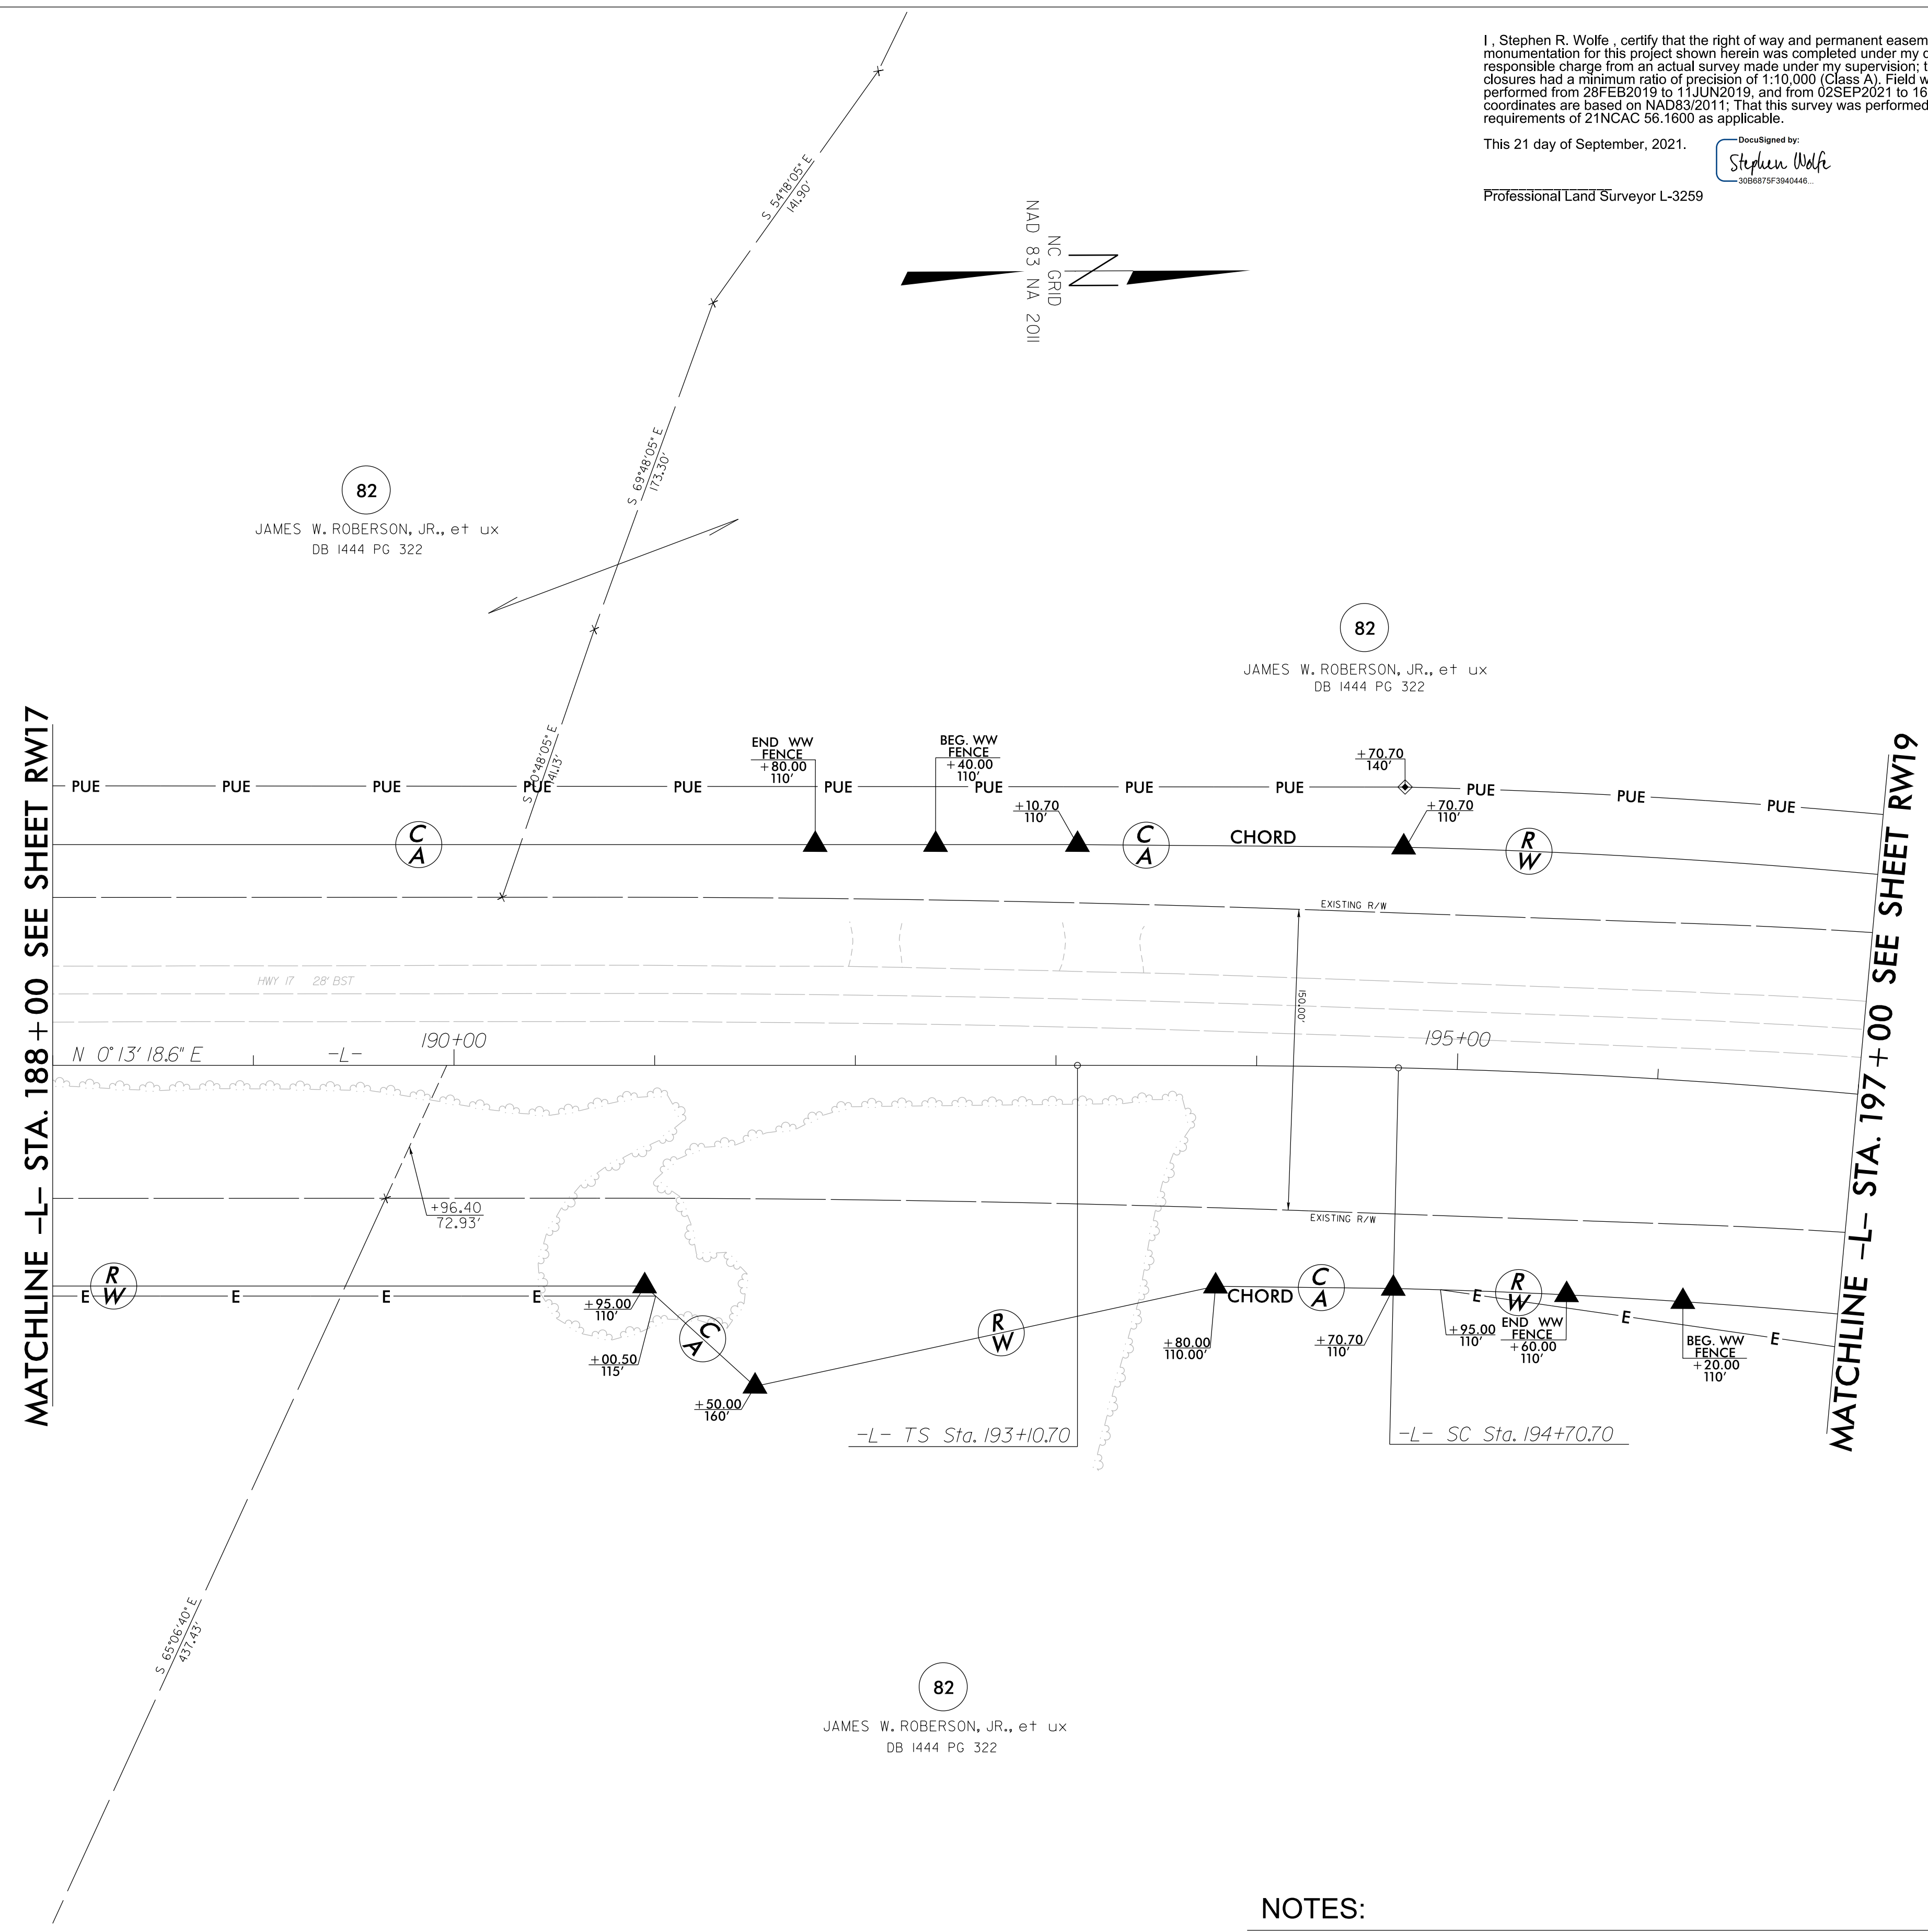 I , Stephen R. Wolfe , certify that the right of way and permanent easem
monumentation for this project shown herein was completed under my d
responsible charge from an actual survey made under my supervision; t
closures had a minimum ratio of precision of 1:10,000 (Class A). Field w
performed from 28FEB2019 to 11JUN2019, and from 02SEP2021 to 16
coordinates are based on NAD83/2011; That this survey was performed
requirements of 21NCAC 56.1600 as applicable.
This 21 day of September, 2021.
DocuSigned by:
Stephen Wolfe
30B6875F3940446...
Professional Land Surveyor L-3259
S 54°18'05" E
141.90'
NC GRID
NAD 83 NA 2011
N
S 69°48'05" E
173.30'
82
JAMES W. ROBERSON, JR., et ux
DB 1444 PG 322
82
JAMES W. ROBERSON, JR., et ux
DB 1444 PG 322
MATCHLINE -L- STA. 188+00 SEE SHEET RW17
MATCHLINE -L- STA. 197+00 SEE SHEET RW19
141.13'
END WW
FENCE
+80.00
110'
BEG. WW
FENCE
+40.00
110'
+70.70
140'
PUE PUE PUE PUE PUE PUE PUE PUE PUE PUE PUE PUE
+10.70
110'
+70.70
110'
C
A
C
A
CHORD
R
W
EXISTING R/W
HWY 17 28' BST
150.00'
N 0°13'18.6" E
-L-
190+00
195+00
+96.40
72.93'
EXISTING R/W
R
W
E E E E
+95.00
110'
+00.50
115'
C
A
+50.00
160'
R
W
+80.00
110.00'
CHORD
C
A
+70.70
110'
E
R
W
+95.00
110'
END WW
FENCE
+60.00
110'
E
BEG. WW
FENCE
+20.00
110'
E
-L- TS Sta. 193+10.70
-L- SC Sta. 194+70.70
S 65°06'40" E
437.43'
82
JAMES W. ROBERSON, JR., et ux
DB 1444 PG 322
NOTES: